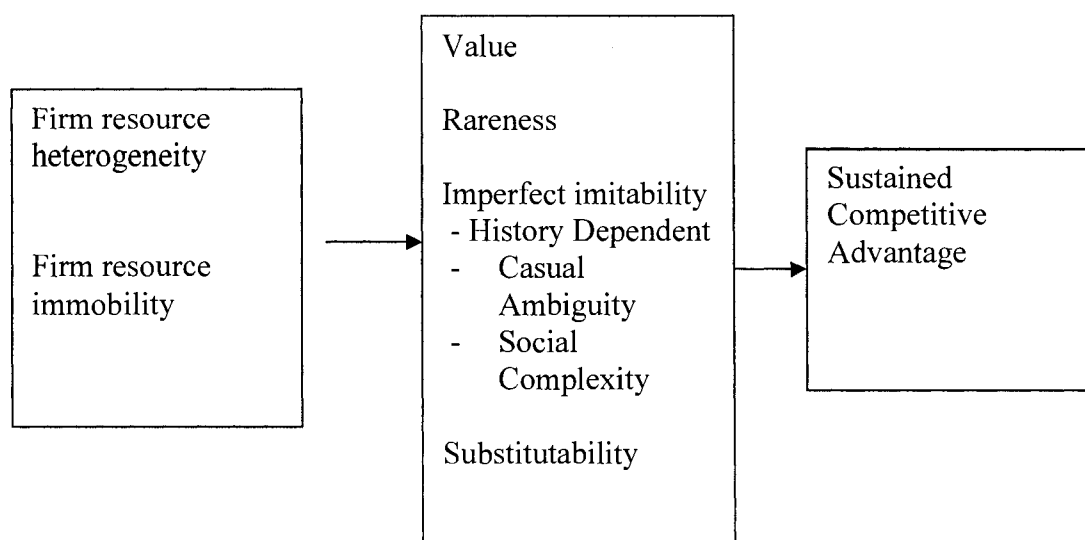 Firm resource
heterogeneity
Firm resource
immobility
Value
Rareness
Imperfect imitability
- History Dependent
- Casual
Ambiguity
- Social
Complexity
Substitutability
Sustained
Competitive
Advantage